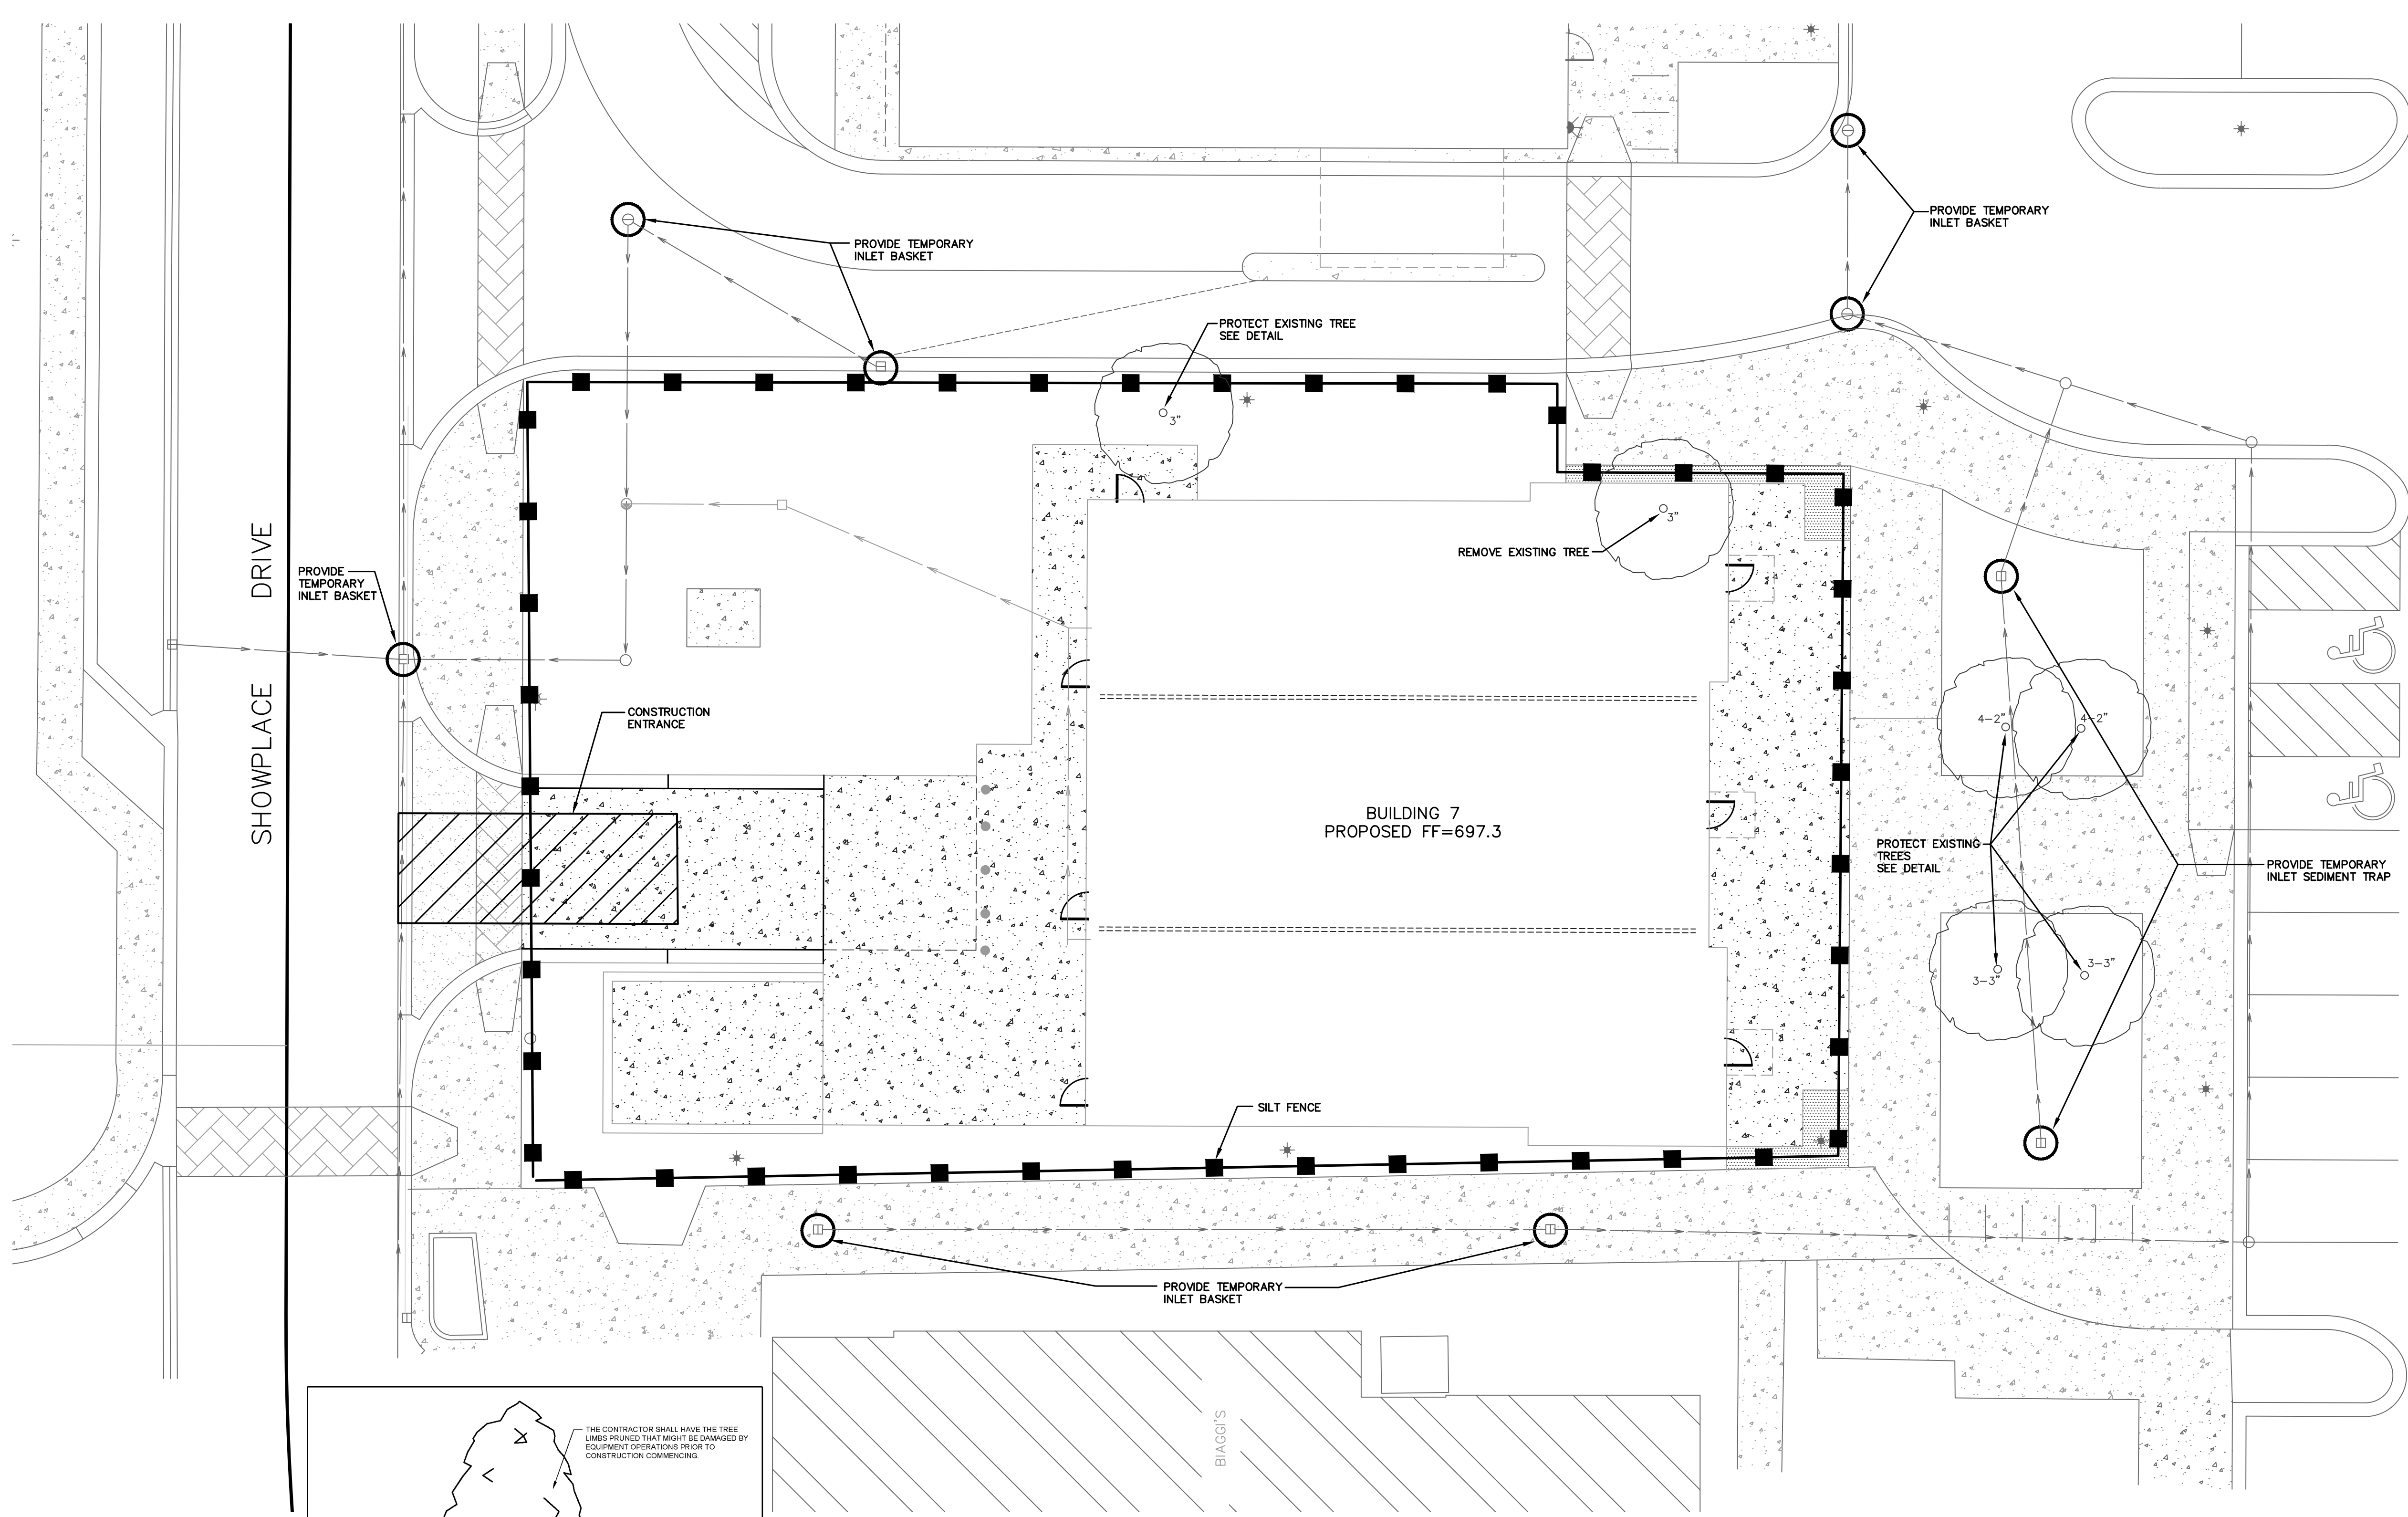 PROVIDE TEMPORARY
INLET BASKET
PROVIDE TEMPORARY
INLET BASKET
PROTECT EXISTING TREE
SEE DETAIL
3"
3"
REMOVE EXISTING TREE
SHOWPLACE DRIVE
PROVIDE
TEMPORARY
INLET BASKET
CONSTRUCTION
ENTRANCE
BUILDING 7
PROPOSED FF=697.3
4-2"
4-2"
PROTECT EXISTING
TREES
SEE DETAIL
PROVIDE TEMPORARY
INLET SEDIMENT TRAP
3-3"
3-3"
SILT FENCE
PROVIDE TEMPORARY
INLET BASKET
BIAGGI'S
THE CONTRACTOR SHALL HAVE THE TREE
LIMBS PRUNED THAT MIGHT BE DAMAGED BY
EQUIPMENT OPERATIONS PRIOR TO
CONSTRUCTION COMMENCING.